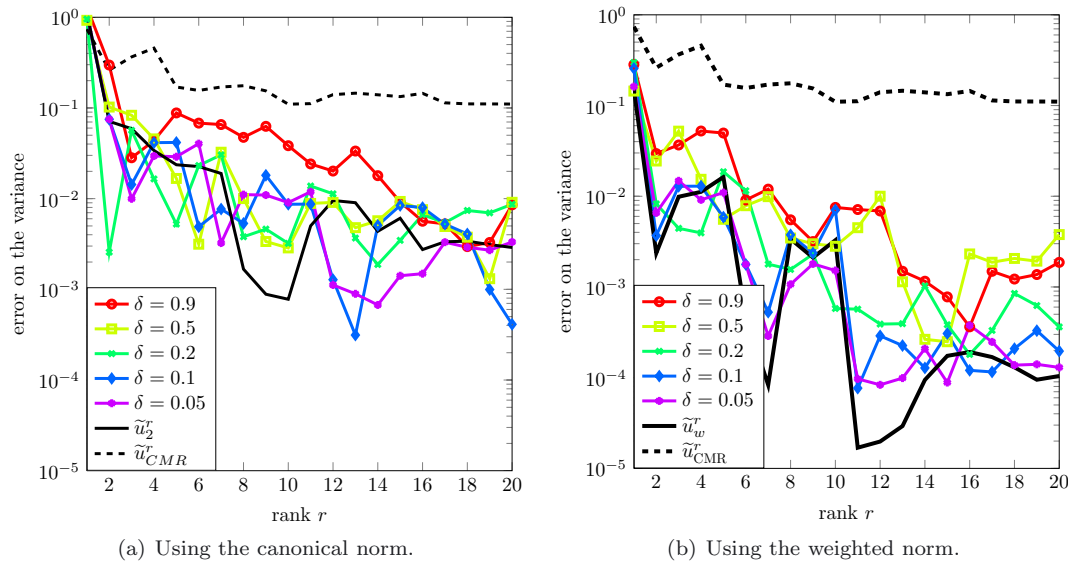 error on the variance
10^0
10^{-1}
10^{-2}
10^{-3}
10^{-4}
10^{-5}
δ = 0.9
δ = 0.5
δ = 0.2
δ = 0.1
δ = 0.05
ũ_2^r
ũ_{CMR}^r
2 4 6 8 10 12 14 16 18 20
rank r
(a) Using the canonical norm.
error on the variance
10^0
10^{-1}
10^{-2}
10^{-3}
10^{-4}
10^{-5}
δ = 0.9
δ = 0.5
δ = 0.2
δ = 0.1
δ = 0.05
ũ_w^r
ũ_{CMR}^r
2 4 6 8 10 12 14 16 18 20
rank r
(b) Using the weighted norm.